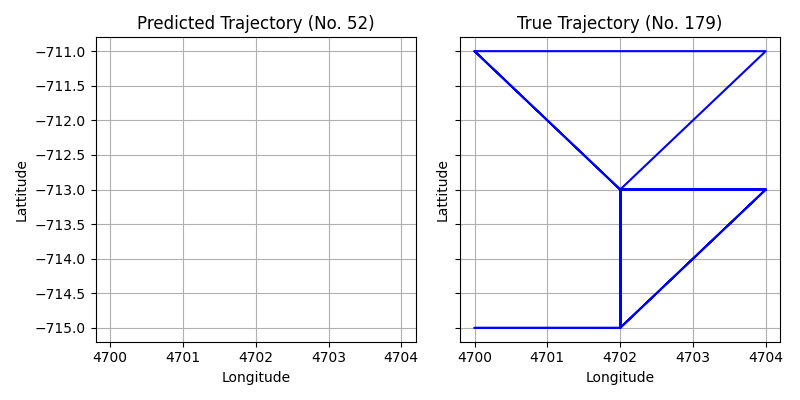 Predicted Trajectory (No. 52)
True Trajectory (No. 179)
Lattitude
−711.0
−711.5
−712.0
−712.5
−713.0
−713.5
−714.0
−714.5
−715.0
4700 4701 4702 4703 4704
Longitude
Lattitude
4700 4701 4702 4703 4704
Longitude